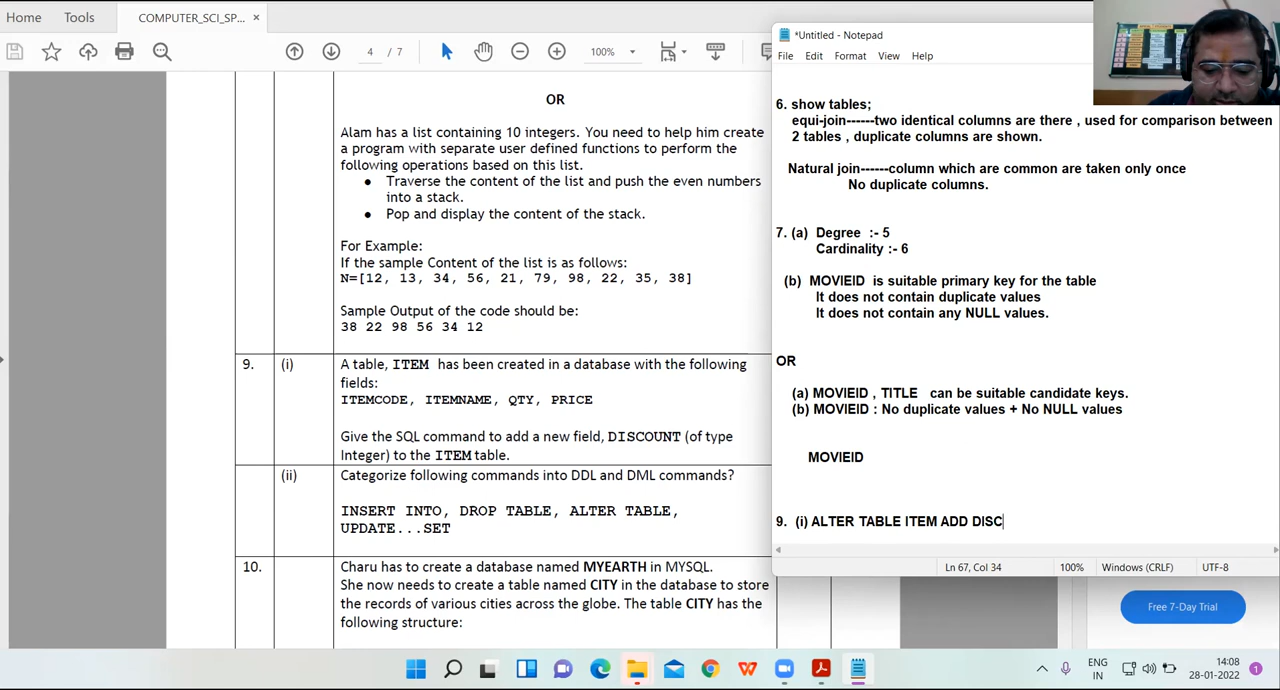 Home
Tools
COMPUTER_SCI_SP... ×
4 / 7
100%
OR
Alam has a list containing 10 integers. You need to help him create
a program with separate user defined functions to perform the
following operations based on this list.
● Traverse the content of the list and push the even numbers
into a stack.
● Pop and display the content of the stack.
For Example:
If the sample Content of the list is as follows:
N=[12, 13, 34, 56, 21, 79, 98, 22, 35, 38]
Sample Output of the code should be:
38 22 98 56 34 12
9. (i) A table, ITEM has been created in a database with the following
fields:
ITEMCODE, ITEMNAME, QTY, PRICE
Give the SQL command to add a new field, DISCOUNT (of type
Integer) to the ITEM table.
(ii) Categorize following commands into DDL and DML commands?
INSERT INTO, DROP TABLE, ALTER TABLE,
UPDATE...SET
10. Charu has to create a database named MYEARTH in MYSQL.
She now needs to create a table named CITY in the database to store
the records of various cities across the globe. The table CITY has the
following structure:
*Untitled - Notepad
File Edit Format View Help
6. show tables;
equi-join------two identical columns are there , used for comparison between
2 tables , duplicate columns are shown.
Natural join------column which are common are taken only once
No duplicate columns.
7. (a) Degree :- 5
Cardinality :- 6
(b) MOVIEID is suitable primary key for the table
It does not contain duplicate values
It does not contain any NULL values.
OR
(a) MOVIEID , TITLE can be suitable candidate keys.
(b) MOVIEID : No duplicate values + No NULL values
MOVIEID
9. (i) ALTER TABLE ITEM ADD DISC
Ln 67, Col 34
100%
Windows (CRLF)
UTF-8
Free 7-Day Trial
ENG
IN
14:08
28-01-2022
1